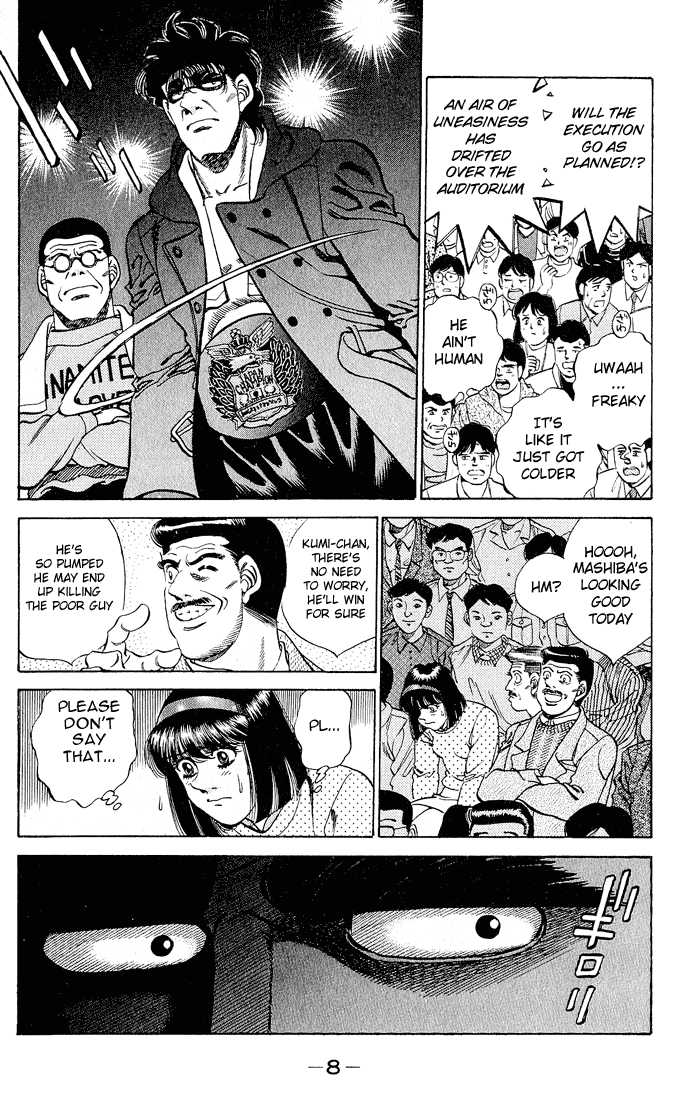 WILL THE
EXECUTION
GO AS
PLANNED!?
AN AIR OF
UNEASINESS
HAS
DRIFTED
OVER THE
AUDITORIUM
HE
AIN'T
HUMAN
UWAAH
...
FREAKY
IT'S
LIKE IT
JUST GOT
COLDER
NAMITE
HOOOH,
MASHIBA'S
LOOKING
GOOD
TODAY
HM?
KUMI-CHAN,
THERE'S
NO NEED
TO WORRY,
HE'LL WIN
FOR SURE
HE'S
SO PUMPED
HE MAY END
UP KILLING
THE POOR GUY
PL...
PLEASE
DON'T
SAY
THAT...
ギロリ
—8—